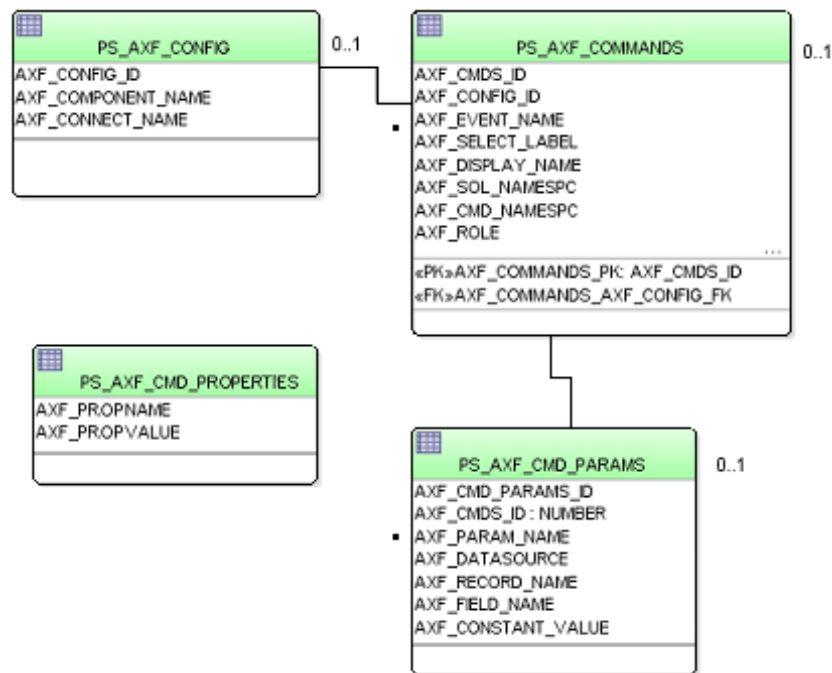 PS_AXF_CONFIG
0..1
AXF_CONFIG_ID
AXF_COMPONENT_NAME
AXF_CONNECT_NAME
PS_AXF_COMMANDS
0..1
AXF_CMDS_ID
AXF_CONFIG_ID
AXF_EVENT_NAME
AXF_SELECT_LABEL
AXF_DISPLAY_NAME
AXF_SOL_NAMESPC
AXF_CMD_NAMESPC
AXF_ROLE
...
«PK»AXF_COMMANDS_PK: AXF_CMDS_ID
«FK»AXF_COMMANDS_AXF_CONFIG_FK
PS_AXF_CMD_PROPERTIES
AXF_PROPNAME
AXF_PROPVALUE
PS_AXF_CMD_PARAMS
0..1
AXF_CMD_PARAMS_ID
AXF_CMDS_ID : NUMBER
AXF_PARAM_NAME
AXF_DATASOURCE
AXF_RECORD_NAME
AXF_FIELD_NAME
AXF_CONSTANT_VALUE